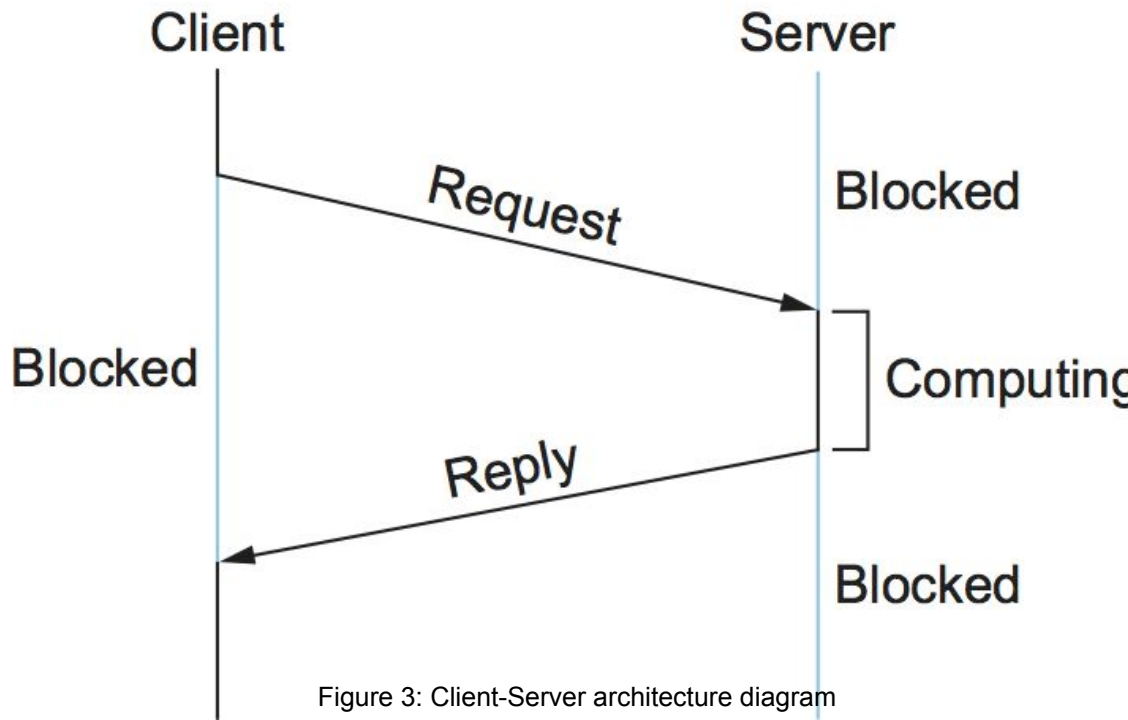 Client
Server
Request
Blocked
Blocked
Computing
Reply
Blocked
Figure 3: Client-Server architecture diagram